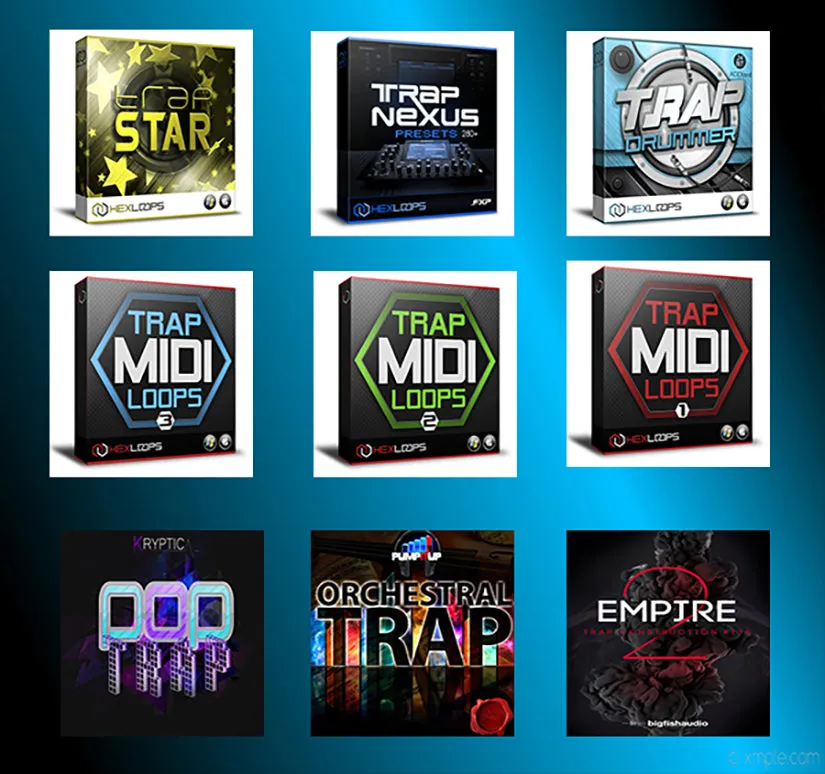 trap
STAR
HEXLOOPS
TRAP
NEXUS
PRESETS 280+
HEXLOOPS
.FXP
TRAP
DRUMMER
HEXLOOPS
TRAP
MIDI
LOOPS
3
HEXLOOPS
TRAP
MIDI
LOOPS
2
HEXLOOPS
TRAP
MIDI
LOOPS
1
HEXLOOPS
KRYPTIC
POP
TRAP
PUMP IT UP
ORCHESTRAL
TRAP
2
EMPIRE
TRAP CONSTRUCTION KITS
bigfishaudio
xmple.com